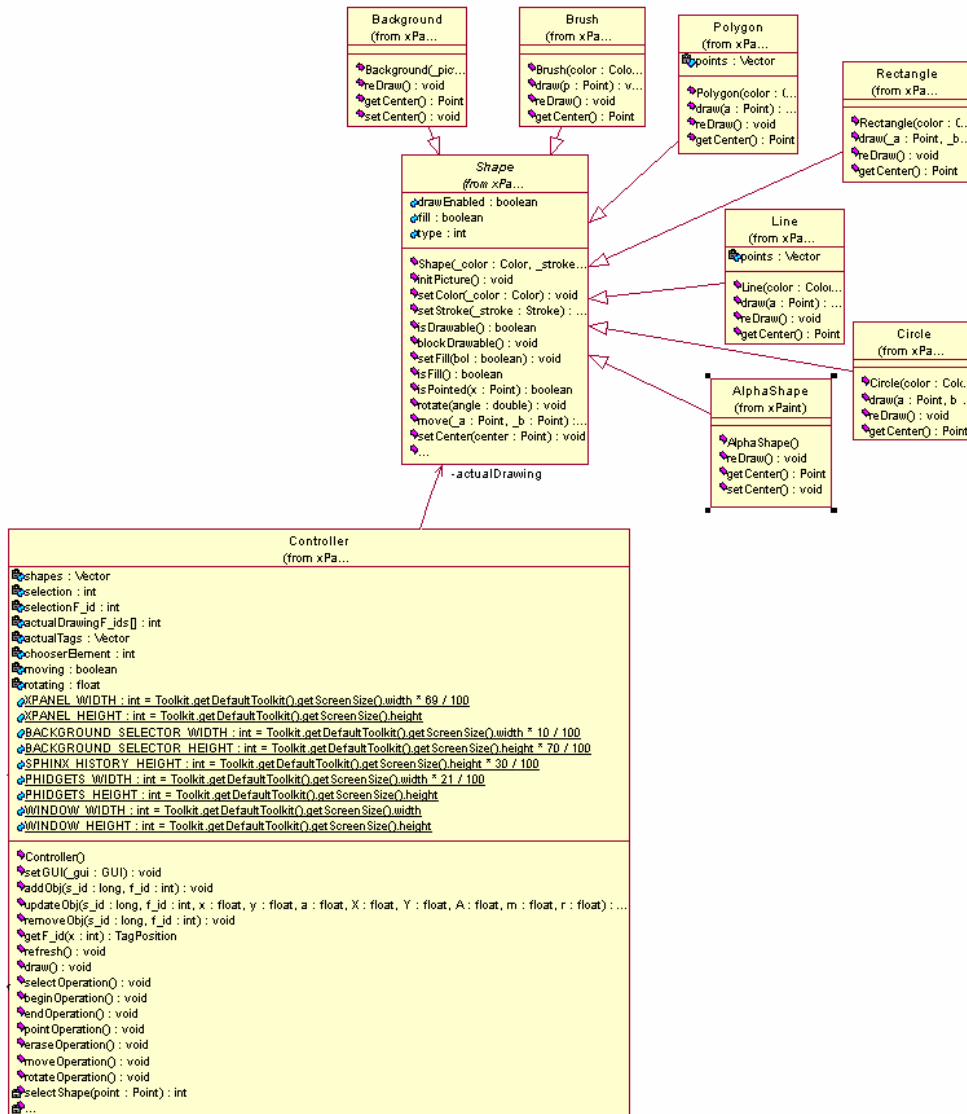 Background
(from xPa...
Background(_pic...
reDraw() : void
getCenter() : Point
setCenter() : void
Brush
(from xPa...
Brush(color : Colo...
draw(p : Point) : v...
reDraw() : void
getCenter() : Point
Polygon
(from xPa...
points : Vector
Polygon(color : C...
draw(a : Point) : ...
reDraw() : void
getCenter() : Point
Rectangle
(from xPa...
Rectangle(color : C...
draw(_a : Point, _b...
reDraw() : void
getCenter() : Point
Shape
(from xPa...
drawEnabled : boolean
fill : boolean
type : int
Shape(_color : Color, _stroke...
initPicture() : void
setColor(_color : Color) : void
setStroke(_stroke : Stroke) : ...
isDrawable() : boolean
blockDrawable() : void
setFill(bol : boolean) : void
isFill() : boolean
isPointed(x : Point) : boolean
rotate(angle : double) : void
move(_a : Point, _b : Point) : ...
setCenter(center : Point) : void
...
Line
(from xPa...
points : Vector
Line(color : Colou...
draw(a : Point) : ...
reDraw() : void
getCenter() : Point
Circle
(from xPa...
Circle(color : Colc...
draw(a : Point, b ...
reDraw() : void
getCenter() : Point
AlphaShape
(from xPaint)
AlphaShape()
reDraw() : void
getCenter() : Point
setCenter() : void
-actualDrawing
Controller
(from xPa...
shapes : Vector
selection : int
selectionF_id : int
actualDrawingF_ids[] : int
actualTags : Vector
chooserElement : int
moving : boolean
rotating : float
XPANEL_WIDTH : int = Toolkit.getDefaultToolkit().getScreenSize().width * 69 / 100
XPANEL_HEIGHT : int = Toolkit.getDefaultToolkit().getScreenSize().height
BACKGROUND_SELECTOR_WIDTH : int = Toolkit.getDefaultToolkit().getScreenSize().width * 10 / 100
BACKGROUND_SELECTOR_HEIGHT : int = Toolkit.getDefaultToolkit().getScreenSize().height * 70 / 100
SPHINX_HISTORY_HEIGHT : int = Toolkit.getDefaultToolkit().getScreenSize().height * 30 / 100
PHIDGETS_WIDTH : int = Toolkit.getDefaultToolkit().getScreenSize().width * 21 / 100
PHIDGETS_HEIGHT : int = Toolkit.getDefaultToolkit().getScreenSize().height
WINDOW_WIDTH : int = Toolkit.getDefaultToolkit().getScreenSize().width
WINDOW_HEIGHT : int = Toolkit.getDefaultToolkit().getScreenSize().height
Controller()
setGUI(_gui : GUI) : void
addObj(s_id : long, f_id : int) : void
updateObj(s_id : long, f_id : int, x : float, y : float, a : float, X : float, Y : float, A : float, m : float, r : float) : ...
removeObj(s_id : long, f_id : int) : void
getF_id(x : int) : TagPosition
refresh() : void
draw() : void
selectOperation() : void
beginOperation() : void
endOperation() : void
pointOperation() : void
eraseOperation() : void
moveOperation() : void
rotateOperation() : void
selectShape(point : Point) : int
...